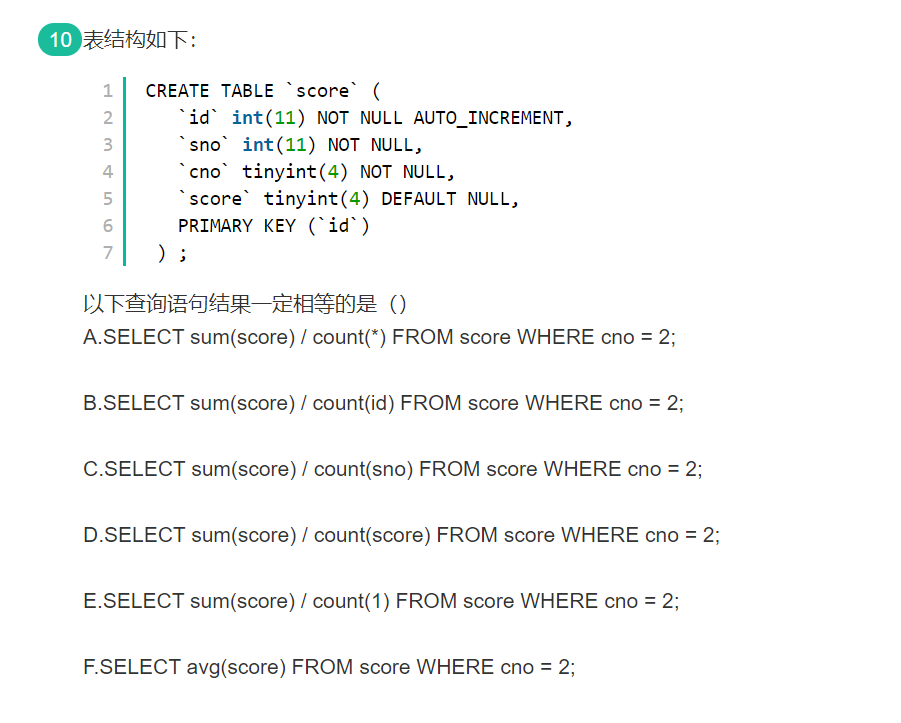 10 表结构如下：
1 CREATE TABLE `score` (
2 `id` int(11) NOT NULL AUTO_INCREMENT,
3 `sno` int(11) NOT NULL,
4 `cno` tinyint(4) NOT NULL,
5 `score` tinyint(4) DEFAULT NULL,
6 PRIMARY KEY (`id`)
7 ) ;
以下查询语句结果一定相等的是（）
A.SELECT sum(score) / count(*) FROM score WHERE cno = 2;
B.SELECT sum(score) / count(id) FROM score WHERE cno = 2;
C.SELECT sum(score) / count(sno) FROM score WHERE cno = 2;
D.SELECT sum(score) / count(score) FROM score WHERE cno = 2;
E.SELECT sum(score) / count(1) FROM score WHERE cno = 2;
F.SELECT avg(score) FROM score WHERE cno = 2;